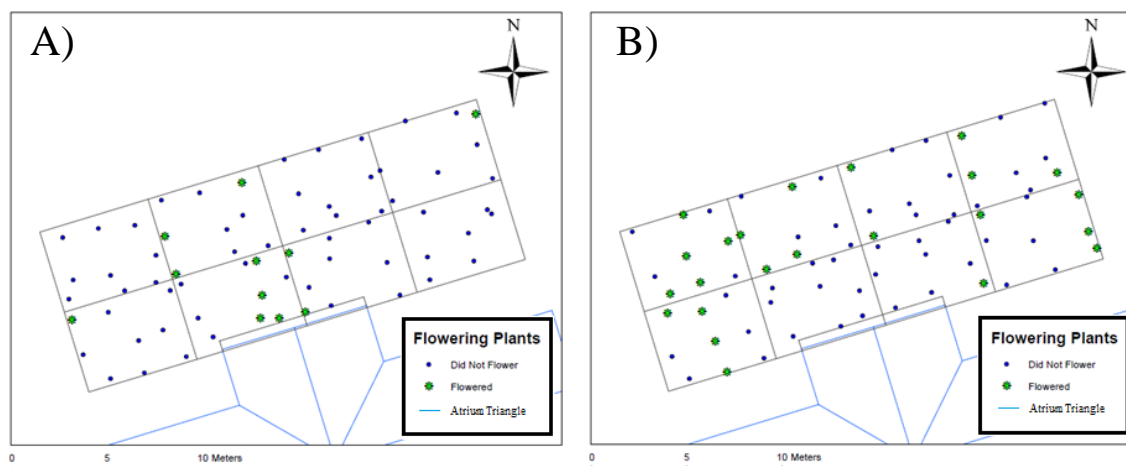 A)
N
Flowering Plants
Did Not Flower
Flowered
Atrium Triangle
0 5 10 Meters
B)
N
Flowering Plants
Did Not Flower
Flowered
Atrium Triangle
0 5 10 Meters